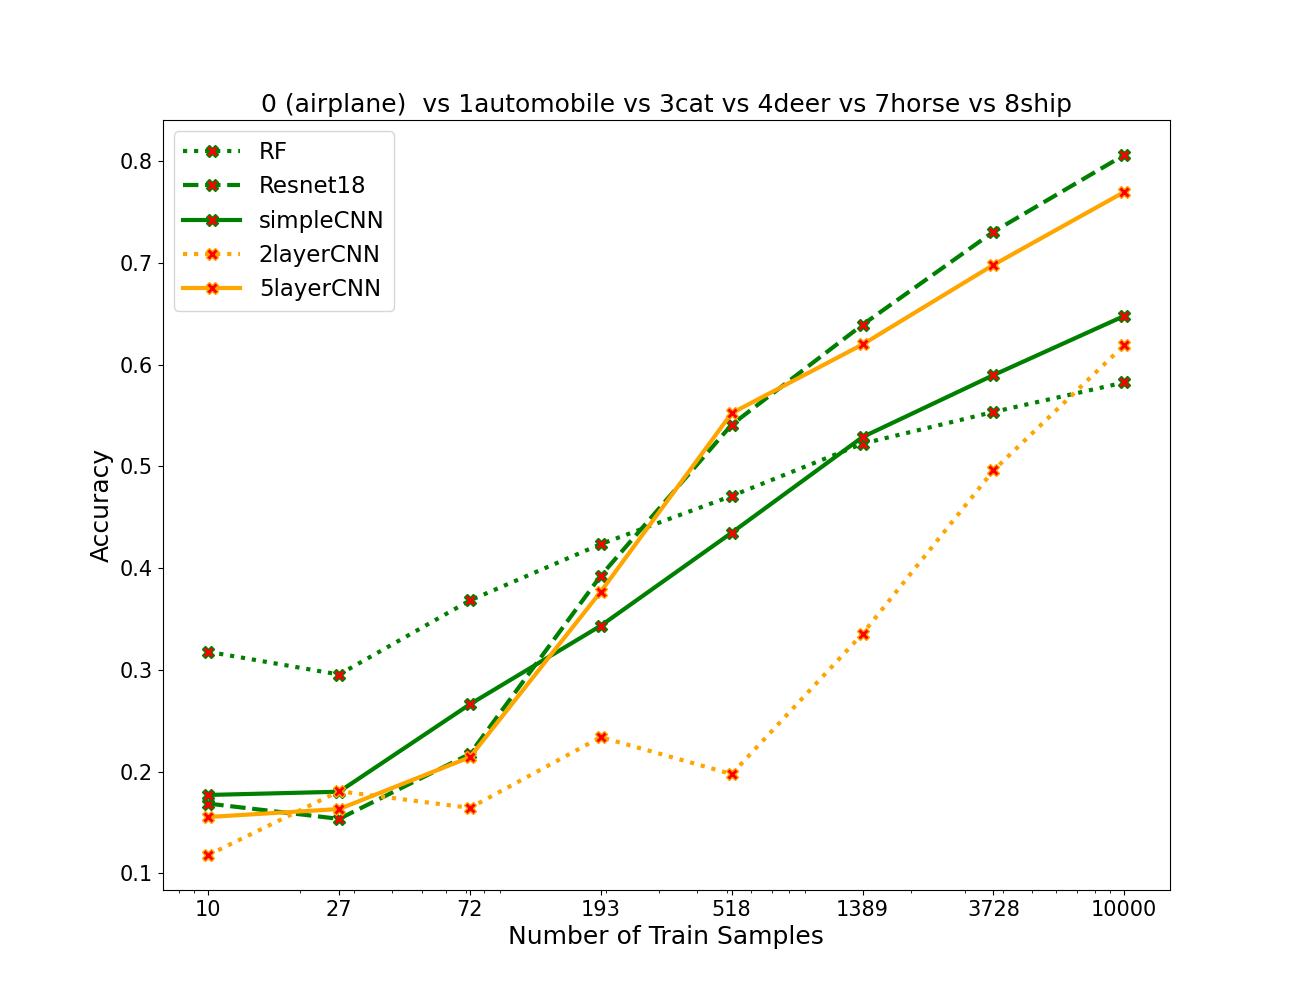 0 (airplane)  vs 1automobile vs 3cat vs 4deer vs 7horse vs 8ship
RF
Resnet18
simpleCNN
2layerCNN
5layerCNN
0.8
0.7
0.6
0.5
0.4
0.3
0.2
0.1
Accuracy
10 27 72 193 518 1389 3728 10000
Number of Train Samples